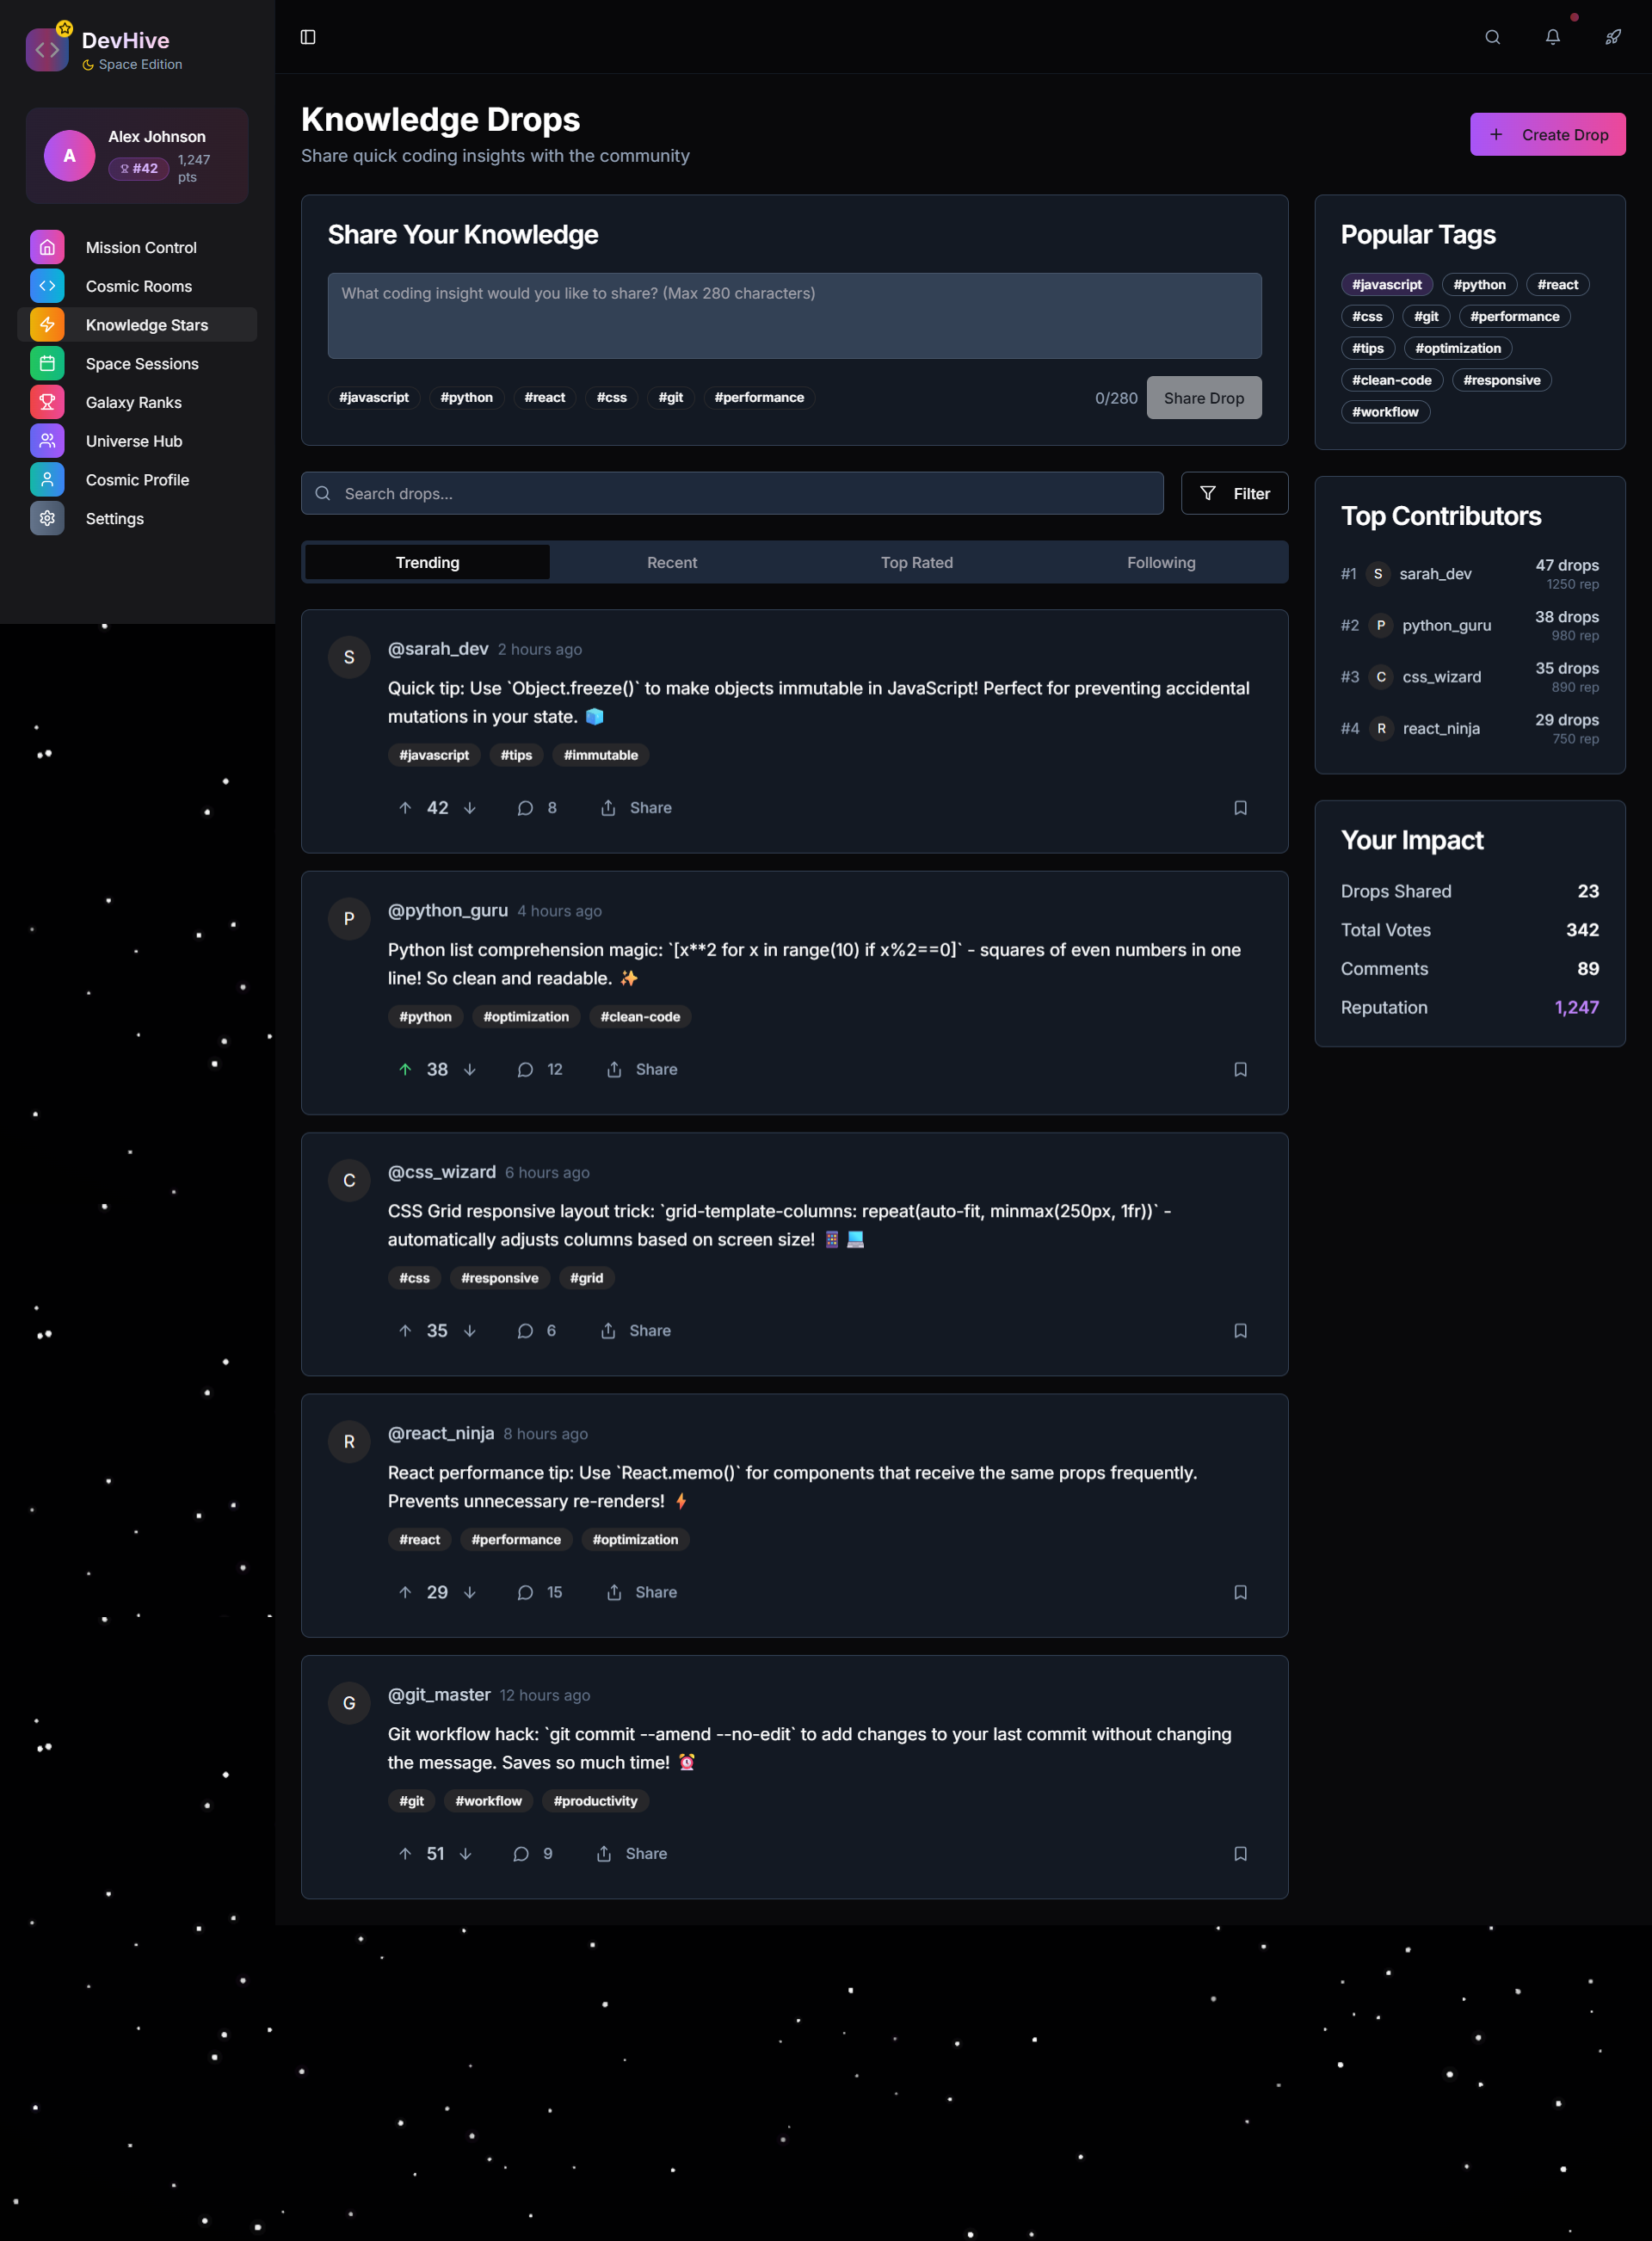 DevHive
Space Edition
A
Alex Johnson
#42
1,247
pts
Mission Control
Cosmic Rooms
Knowledge Stars
Space Sessions
Galaxy Ranks
Universe Hub
Cosmic Profile
Settings
Knowledge Drops
Share quick coding insights with the community
Create Drop
Share Your Knowledge
What coding insight would you like to share? (Max 280 characters)
#javascript #python #react #css #git #performance
0/280 Share Drop
Search drops...
Filter
Trending Recent Top Rated Following
S
@sarah_dev 2 hours ago
Quick tip: Use `Object.freeze()` to make objects immutable in JavaScript! Perfect for preventing accidental
mutations in your state. 🧊
#javascript #tips #immutable
42 8 Share
P
@python_guru 4 hours ago
Python list comprehension magic: `[x**2 for x in range(10) if x%2==0]` - squares of even numbers in one
line! So clean and readable. ✨
#python #optimization #clean-code
38 12 Share
C
@css_wizard 6 hours ago
CSS Grid responsive layout trick: `grid-template-columns: repeat(auto-fit, minmax(250px, 1fr))` -
automatically adjusts columns based on screen size! 📱 💻
#css #responsive #grid
35 6 Share
R
@react_ninja 8 hours ago
React performance tip: Use `React.memo()` for components that receive the same props frequently.
Prevents unnecessary re-renders! ⚡
#react #performance #optimization
29 15 Share
G
@git_master 12 hours ago
Git workflow hack: `git commit --amend --no-edit` to add changes to your last commit without changing
the message. Saves so much time! ⏰
#git #workflow #productivity
51 9 Share
Popular Tags
#javascript #python #react
#css #git #performance
#tips #optimization
#clean-code #responsive
#workflow
Top Contributors
#1 S sarah_dev 47 drops
1250 rep
#2 P python_guru 38 drops
980 rep
#3 C css_wizard 35 drops
890 rep
#4 R react_ninja 29 drops
750 rep
Your Impact
Drops Shared 23
Total Votes 342
Comments 89
Reputation 1,247